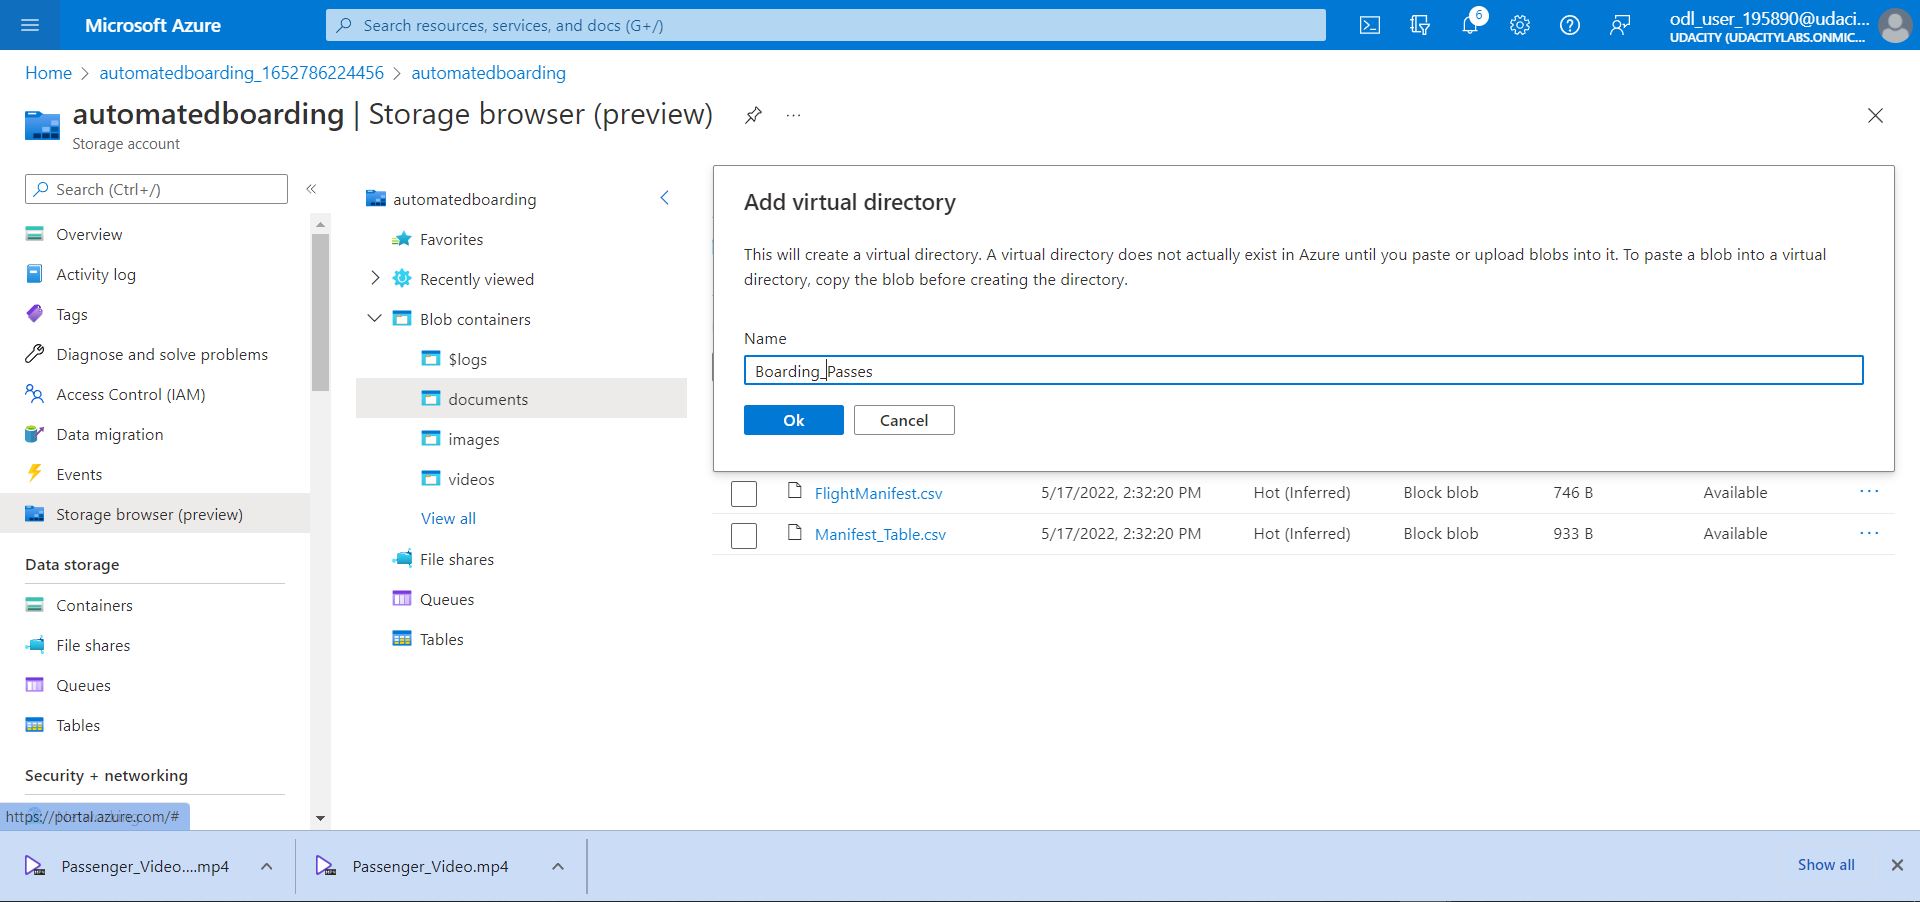 Microsoft Azure
Search resources, services, and docs (G+/)
6
odl_user_195890@udaci...
UDACITY (UDACITYLABS.ONMIC...
Home > automatedboarding_1652786224456 > automatedboarding
automatedboarding | Storage browser (preview)
...
Storage account
Search (Ctrl+/)
Overview
Activity log
Tags
Diagnose and solve problems
Access Control (IAM)
Data migration
Events
Storage browser (preview)
Data storage
Containers
File shares
Queues
Tables
Security + networking
https://portal.azure.com/#
automatedboarding
Favorites
Recently viewed
Blob containers
$logs
documents
images
videos
View all
File shares
Queues
Tables
Add virtual directory
This will create a virtual directory. A virtual directory does not actually exist in Azure until you paste or upload blobs into it. To paste a blob into a virtual
directory, copy the blob before creating the directory.
Name
Boarding_Passes
Ok Cancel
FlightManifest.csv 5/17/2022, 2:32:20 PM Hot (Inferred) Block blob 746 B Available ...
Manifest_Table.csv 5/17/2022, 2:32:20 PM Hot (Inferred) Block blob 933 B Available ...
Passenger_Video....mp4 Passenger_Video.mp4 Show all